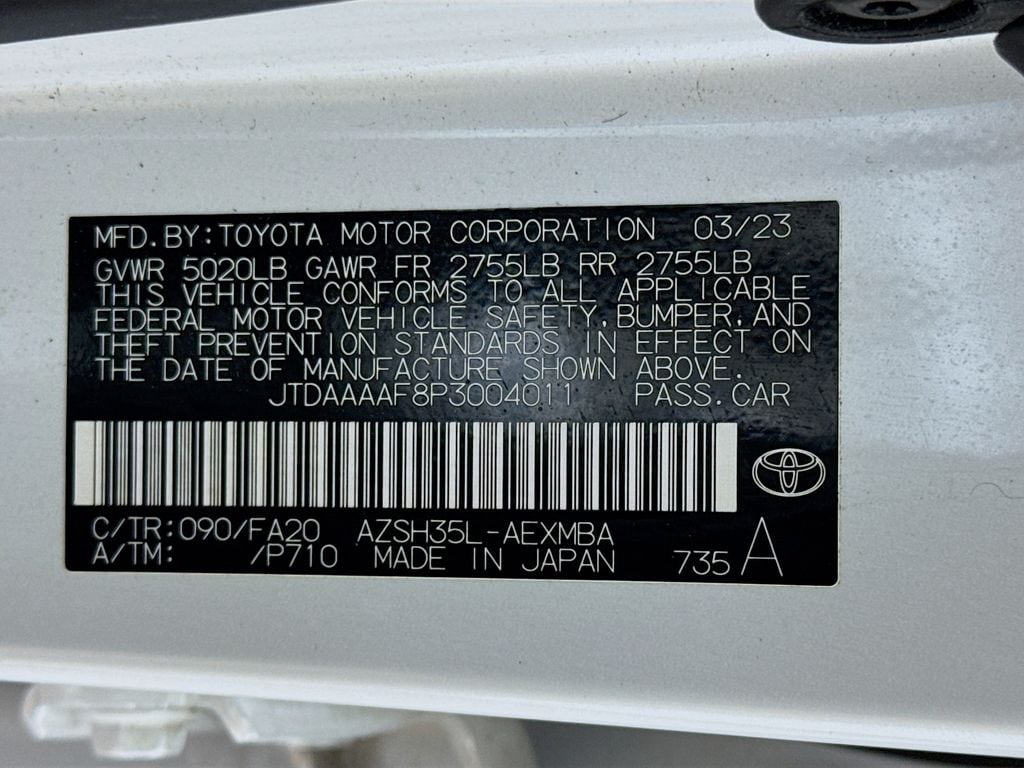 MFD.BY:TOYOTA MOTOR CORPORATION 03/23
GVWR 5020LB GAWR FR 2755LB RR 2755LB
THIS VEHICLE CONFORMS TO ALL APPLICABLE
FEDERAL MOTOR VEHICLE SAFETY,BUMPER,AND
THEFT PREVENTION STANDARDS IN EFFECT ON
THE DATE OF MANUFACTURE SHOWN ABOVE.
JTDAAAAF8P3004011 PASS.CAR
C/TR:090/FA20 AZSH35L-AEXMBA
A/TM: /P710 MADE IN JAPAN 735 A